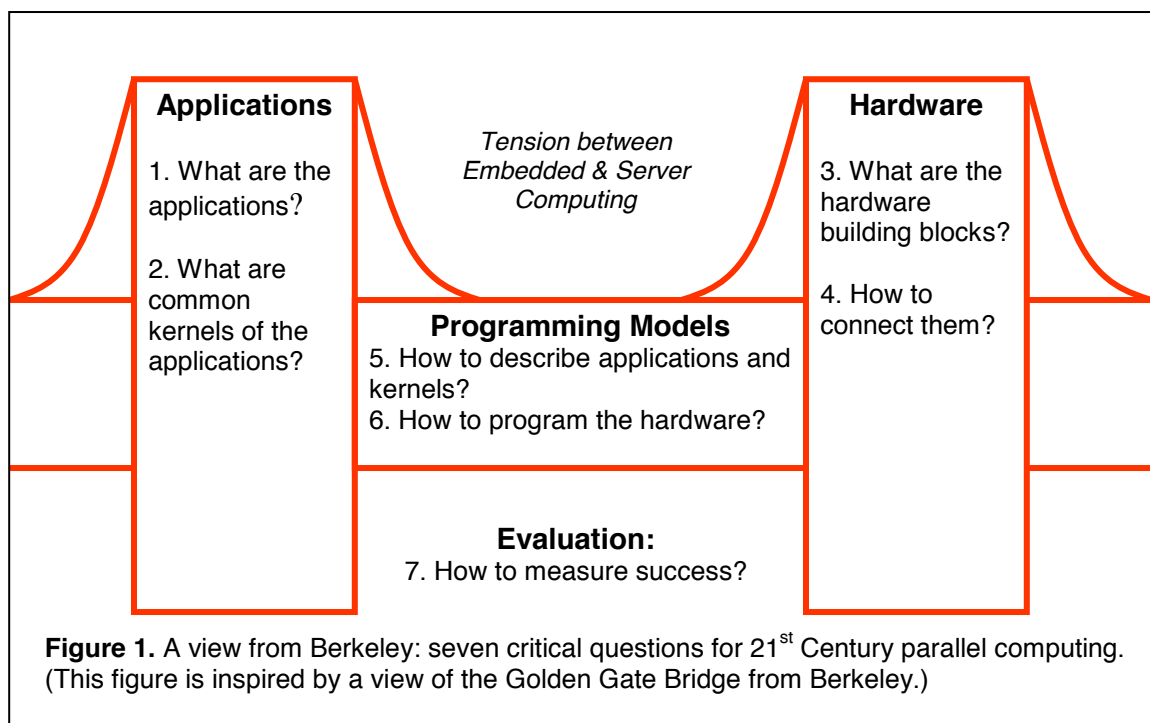 Applications
1. What are the
applications?
2. What are
common
kernels of the
applications?
Tension between
Embedded & Server
Computing
Hardware
3. What are the
hardware
building blocks?
4. How to
connect them?
Programming Models
5. How to describe applications and
kernels?
6. How to program the hardware?
Evaluation:
7. How to measure success?
Figure 1. A view from Berkeley: seven critical questions for 21st Century parallel computing.
(This figure is inspired by a view of the Golden Gate Bridge from Berkeley.)